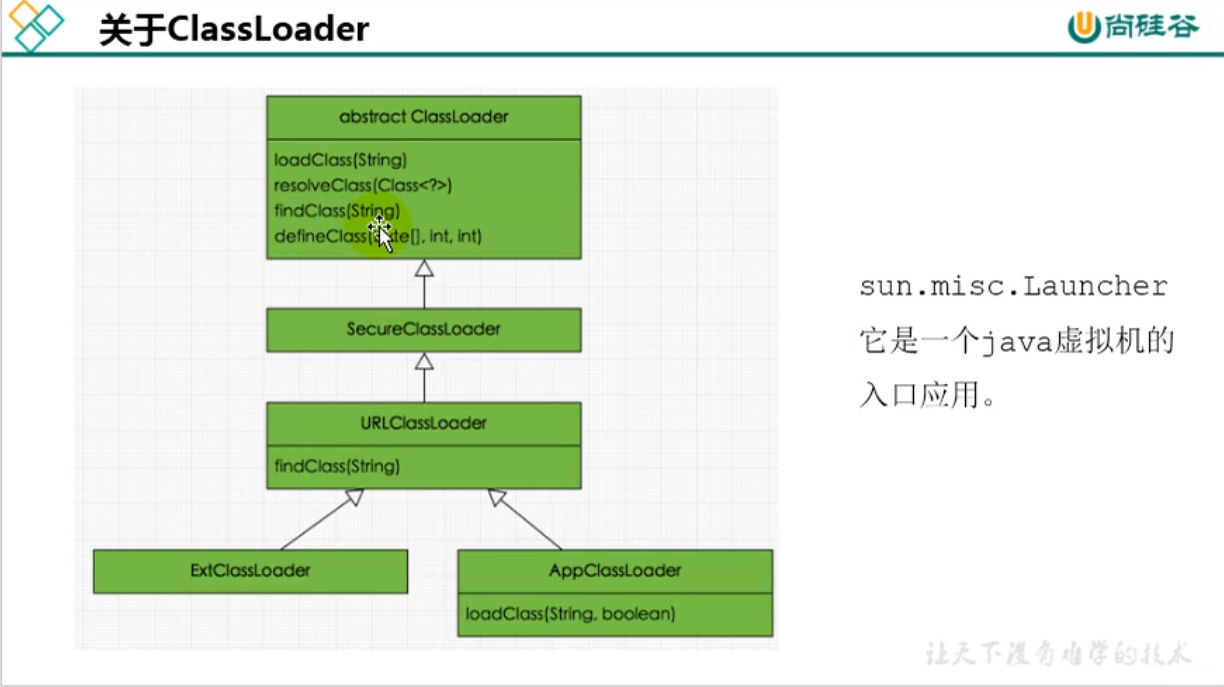 关于ClassLoader
尚硅谷
abstract ClassLoader
loadClass(String)
resolveClass(Class<?>)
findClass(String)
defineClass( te[], int, int)
SecureClassLoader
URLClassLoader
findClass(String)
ExtClassLoader
AppClassLoader
loadClass(String, boolean)
sun.misc.Launcher
它是一个java虚拟机的
入口应用。
让天下没有难学的技术